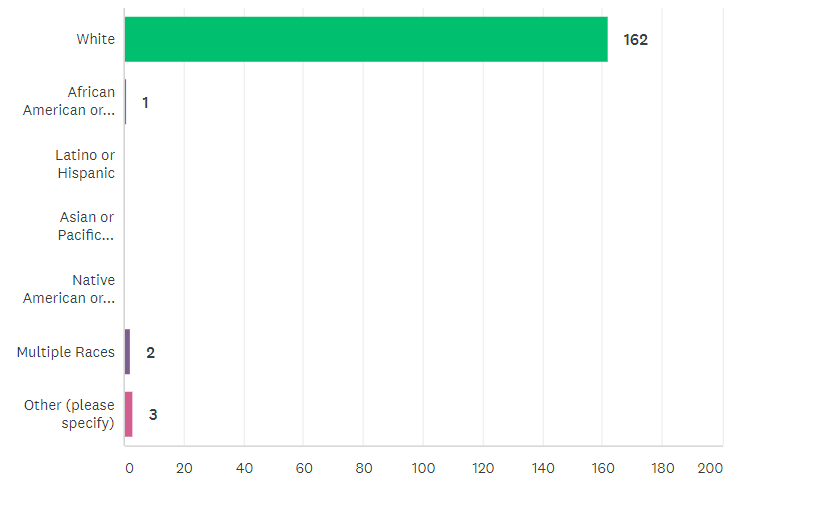 White
162
African
American or...
1
Latino or
Hispanic
Asian or
Pacific...
Native
American or...
Multiple Races
2
Other (please
specify)
3
0 20 40 60 80 100 120 140 160 180 200